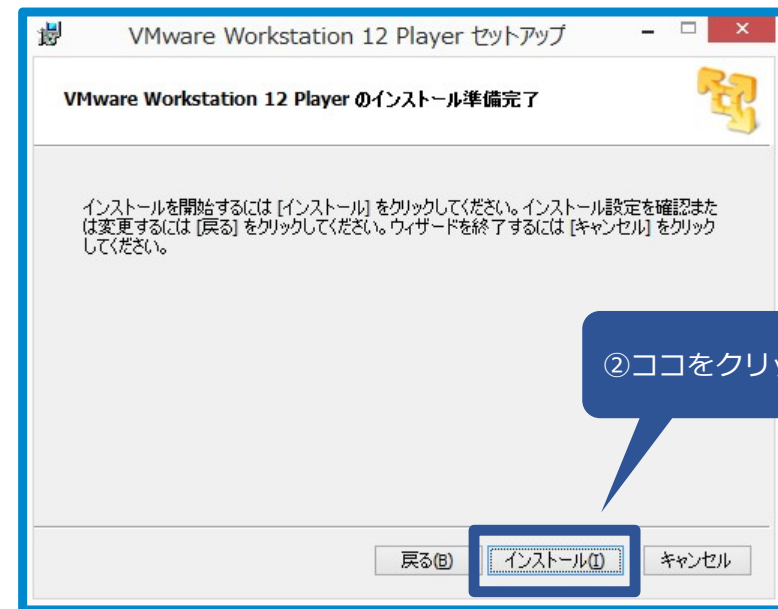 VMware Workstation 12 Player セットアップ
VMware Workstation 12 Player のインストール準備完了
インストールを開始するには [インストール] をクリックしてください。インストール設定を確認また
は変更するには [戻る] をクリックしてください。ウィザードを終了するには [キャンセル] をクリック
してください。
②ココをクリッ
戻る(B) インストール(I) キャンセル